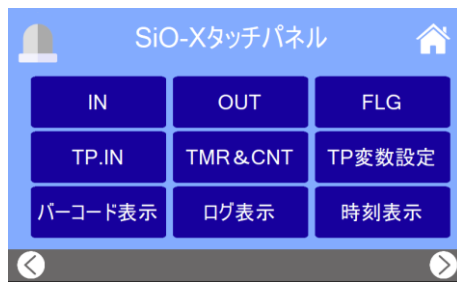 SiO-Xタッチパネル
IN OUT FLG
TP.IN TMR&CNT TP変数設定
バーコード表示 ログ表示 時刻表示